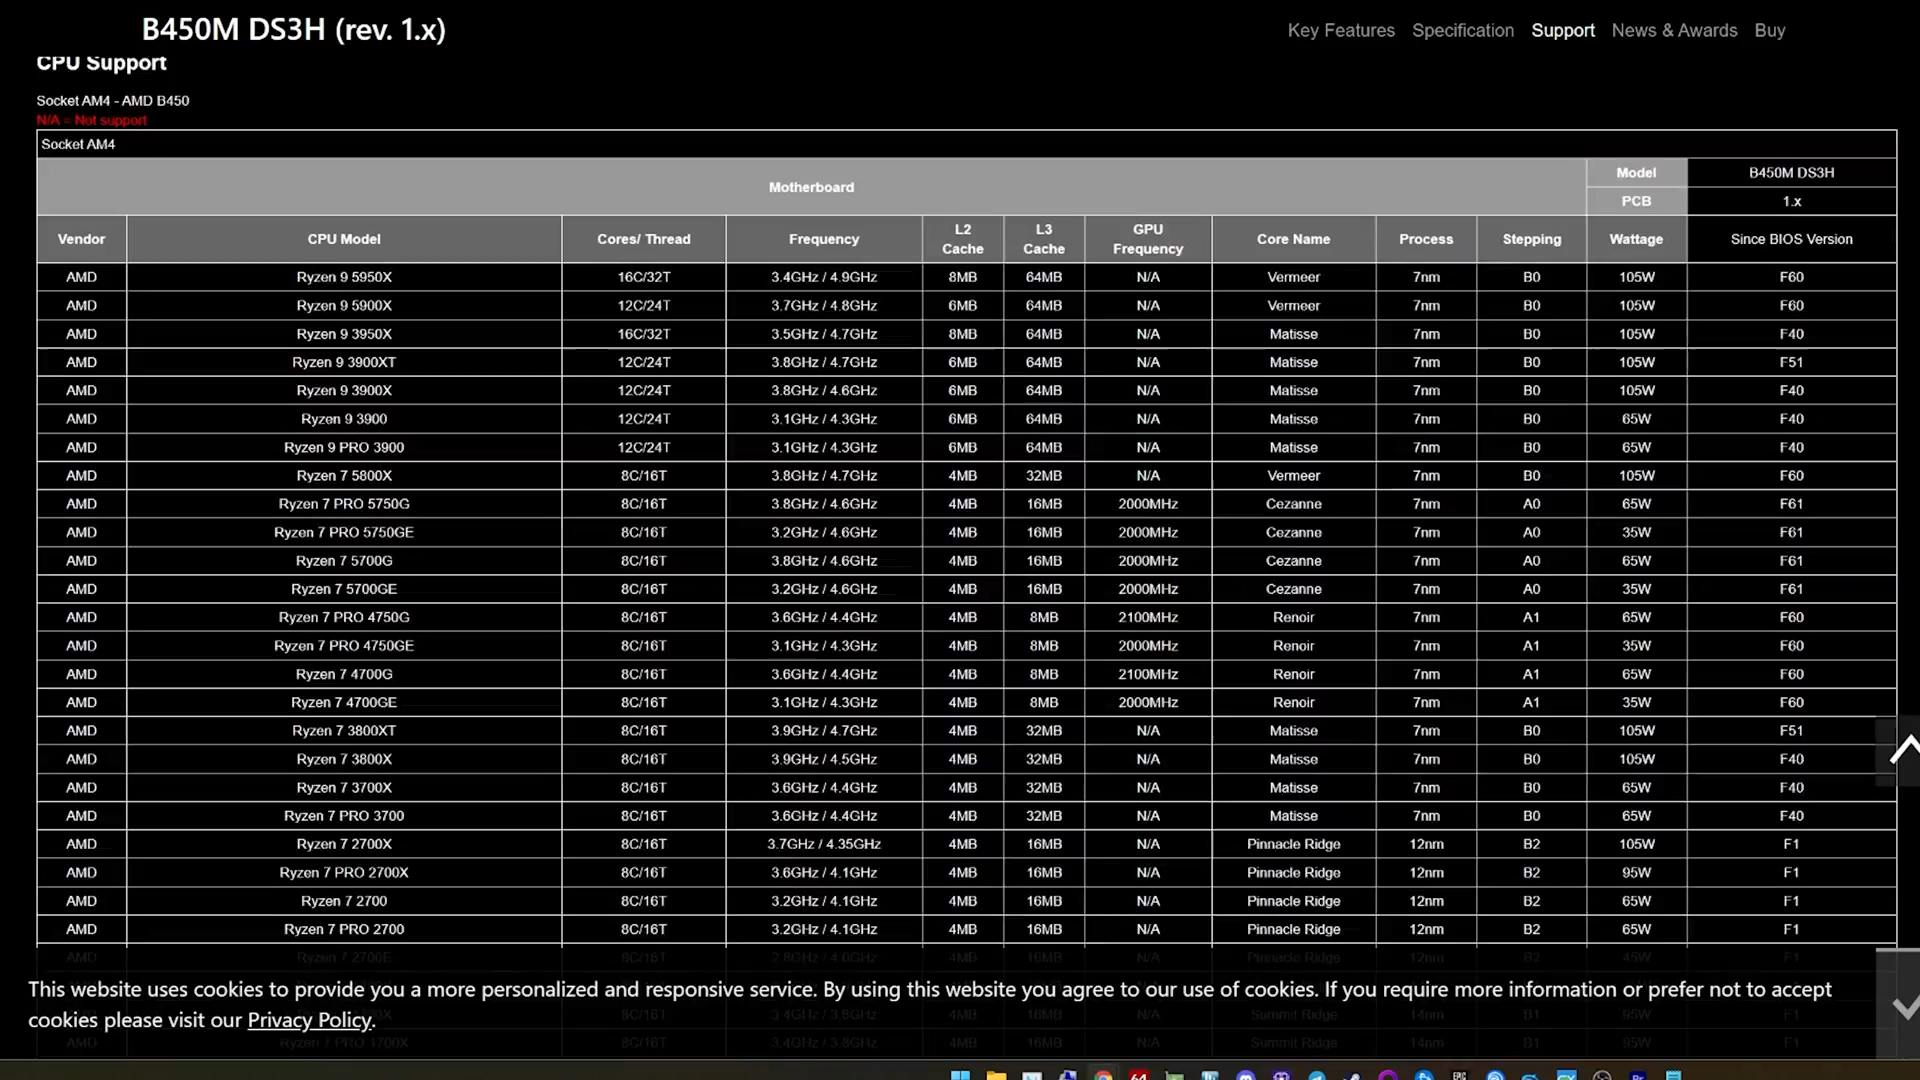 B450M DS3H (rev. 1.x)
Key Features Specification Support News & Awards Buy
CPU Support
Socket AM4 - AMD B450
N/A = Not support
Socket AM4
Motherboard Model B450M DS3H
PCB 1.x
Vendor CPU Model Cores/ Thread Frequency L2 Cache L3 Cache GPU Frequency Core Name Process Stepping Wattage Since BIOS Version
AMD Ryzen 9 5950X 16C/32T 3.4GHz / 4.9GHz 8MB 64MB N/A Vermeer 7nm B0 105W F60
AMD Ryzen 9 5900X 12C/24T 3.7GHz / 4.8GHz 6MB 64MB N/A Vermeer 7nm B0 105W F60
AMD Ryzen 9 3950X 16C/32T 3.5GHz / 4.7GHz 8MB 64MB N/A Matisse 7nm B0 105W F40
AMD Ryzen 9 3900XT 12C/24T 3.8GHz / 4.7GHz 6MB 64MB N/A Matisse 7nm B0 105W F51
AMD Ryzen 9 3900X 12C/24T 3.8GHz / 4.6GHz 6MB 64MB N/A Matisse 7nm B0 105W F40
AMD Ryzen 9 3900 12C/24T 3.1GHz / 4.3GHz 6MB 64MB N/A Matisse 7nm B0 65W F40
AMD Ryzen 9 PRO 3900 12C/24T 3.1GHz / 4.3GHz 6MB 64MB N/A Matisse 7nm B0 65W F40
AMD Ryzen 7 5800X 8C/16T 3.8GHz / 4.7GHz 4MB 32MB N/A Vermeer 7nm B0 105W F60
AMD Ryzen 7 PRO 5750G 8C/16T 3.8GHz / 4.6GHz 4MB 16MB 2000MHz Cezanne 7nm A0 65W F61
AMD Ryzen 7 PRO 5750GE 8C/16T 3.2GHz / 4.6GHz 4MB 16MB 2000MHz Cezanne 7nm A0 35W F61
AMD Ryzen 7 5700G 8C/16T 3.8GHz / 4.6GHz 4MB 16MB 2000MHz Cezanne 7nm A0 65W F61
AMD Ryzen 7 5700GE 8C/16T 3.2GHz / 4.6GHz 4MB 16MB 2000MHz Cezanne 7nm A0 35W F61
AMD Ryzen 7 PRO 4750G 8C/16T 3.6GHz / 4.4GHz 4MB 8MB 2100MHz Renoir 7nm A1 65W F60
AMD Ryzen 7 PRO 4750GE 8C/16T 3.1GHz / 4.3GHz 4MB 8MB 2000MHz Renoir 7nm A1 35W F60
AMD Ryzen 7 4700G 8C/16T 3.6GHz / 4.4GHz 4MB 8MB 2100MHz Renoir 7nm A1 65W F60
AMD Ryzen 7 4700GE 8C/16T 3.1GHz / 4.3GHz 4MB 8MB 2000MHz Renoir 7nm A1 35W F60
AMD Ryzen 7 3800XT 8C/16T 3.9GHz / 4.7GHz 4MB 32MB N/A Matisse 7nm B0 105W F51
AMD Ryzen 7 3800X 8C/16T 3.9GHz / 4.5GHz 4MB 32MB N/A Matisse 7nm B0 105W F40
AMD Ryzen 7 3700X 8C/16T 3.6GHz / 4.4GHz 4MB 32MB N/A Matisse 7nm B0 65W F40
AMD Ryzen 7 PRO 3700 8C/16T 3.6GHz / 4.4GHz 4MB 32MB N/A Matisse 7nm B0 65W F40
AMD Ryzen 7 2700X 8C/16T 3.7GHz / 4.35GHz 4MB 16MB N/A Pinnacle Ridge 12nm B2 105W F1
AMD Ryzen 7 PRO 2700X 8C/16T 3.6GHz / 4.1GHz 4MB 16MB N/A Pinnacle Ridge 12nm B2 95W F1
AMD Ryzen 7 2700 8C/16T 3.2GHz / 4.1GHz 4MB 16MB N/A Pinnacle Ridge 12nm B2 65W F1
AMD Ryzen 7 PRO 2700 8C/16T 3.2GHz / 4.1GHz 4MB 16MB N/A Pinnacle Ridge 12nm B2 65W F1
AMD Ryzen 7 2700E 8C/16T 2.8GHz / 4.0GHz 4MB 16MB N/A Pinnacle Ridge 12nm B2 45W F1
This website uses cookies to provide you a more personalized and responsive service. By using this website you agree to our use of cookies. If you require more information or prefer not to accept
cookies please visit our Privacy Policy.
AMD Ryzen 7 PRO 1700X 8C/16T 3.4GHz / 3.8GHz 4MB 16MB N/A Summit Ridge 14nm B1 95W F1